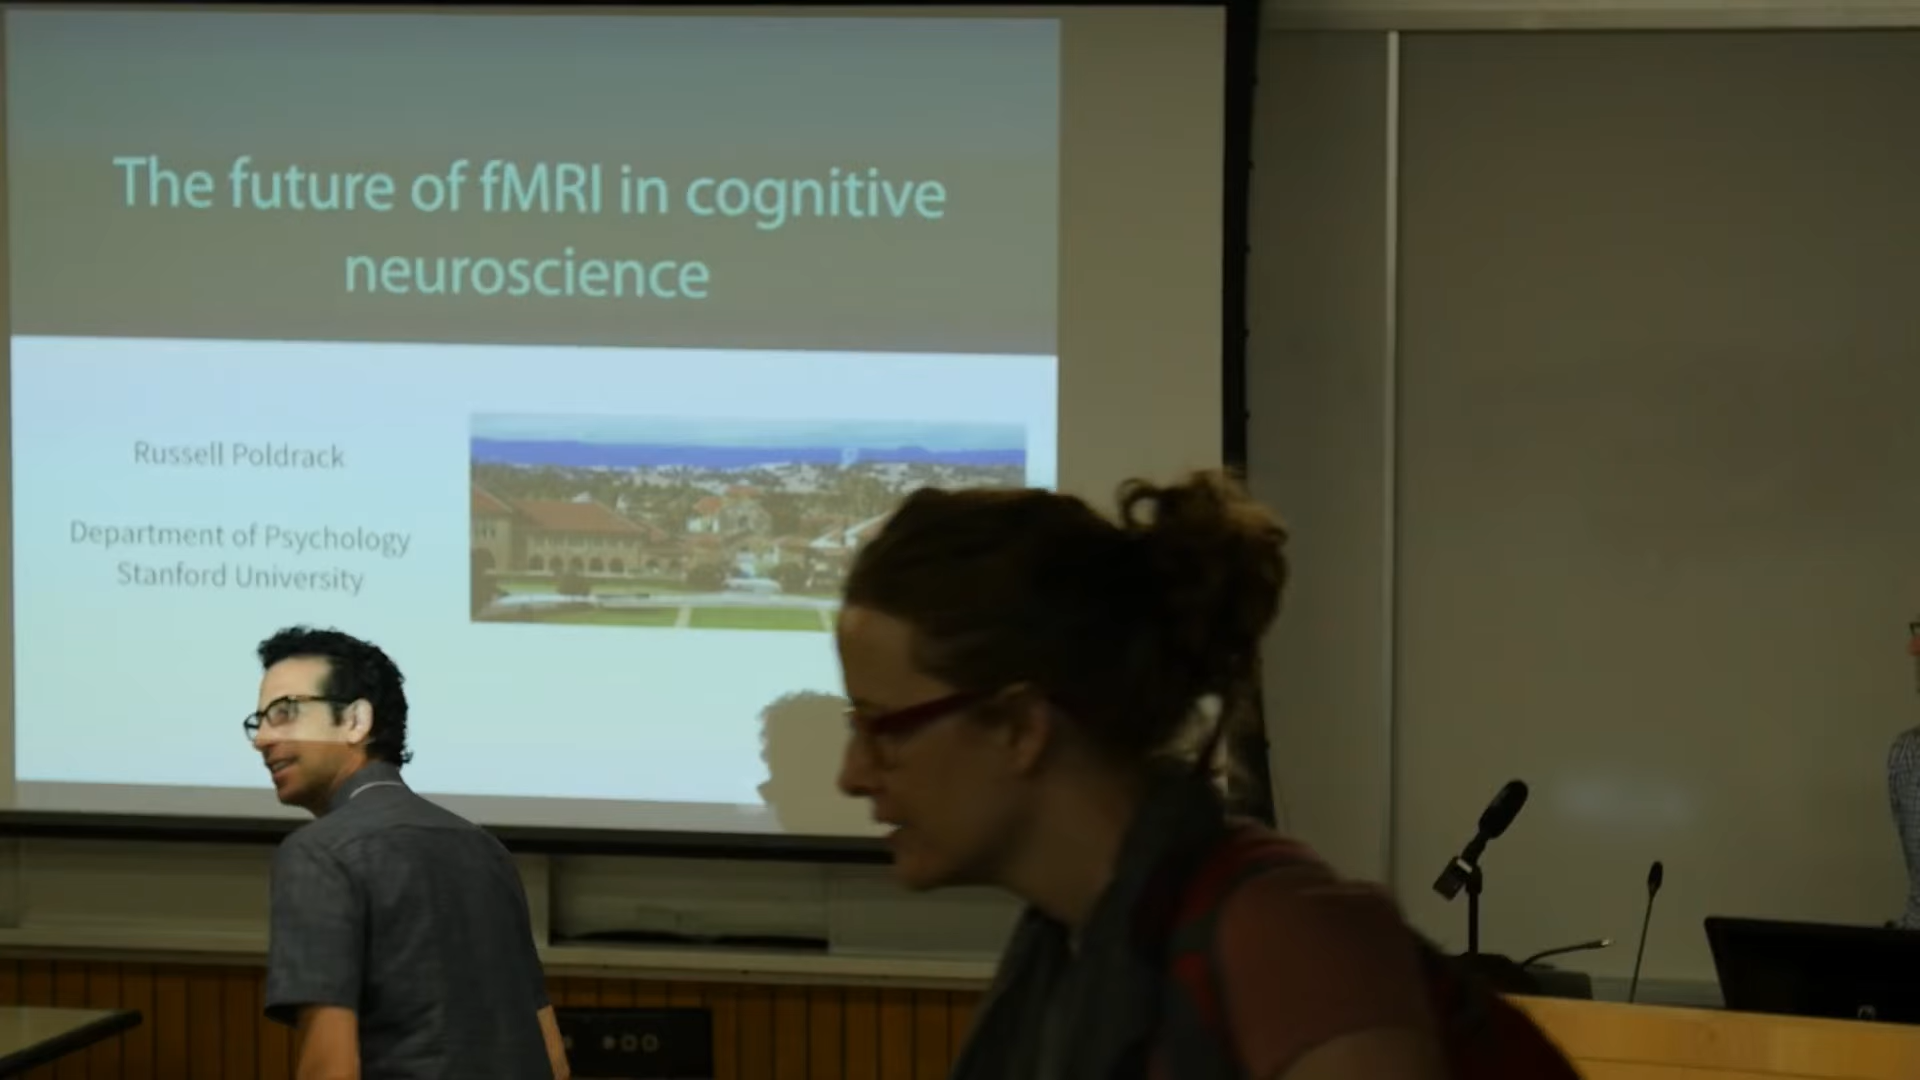 The future of fMRI in cognitive
neuroscience
Russell Poldrack
Department of Psychology
Stanford University